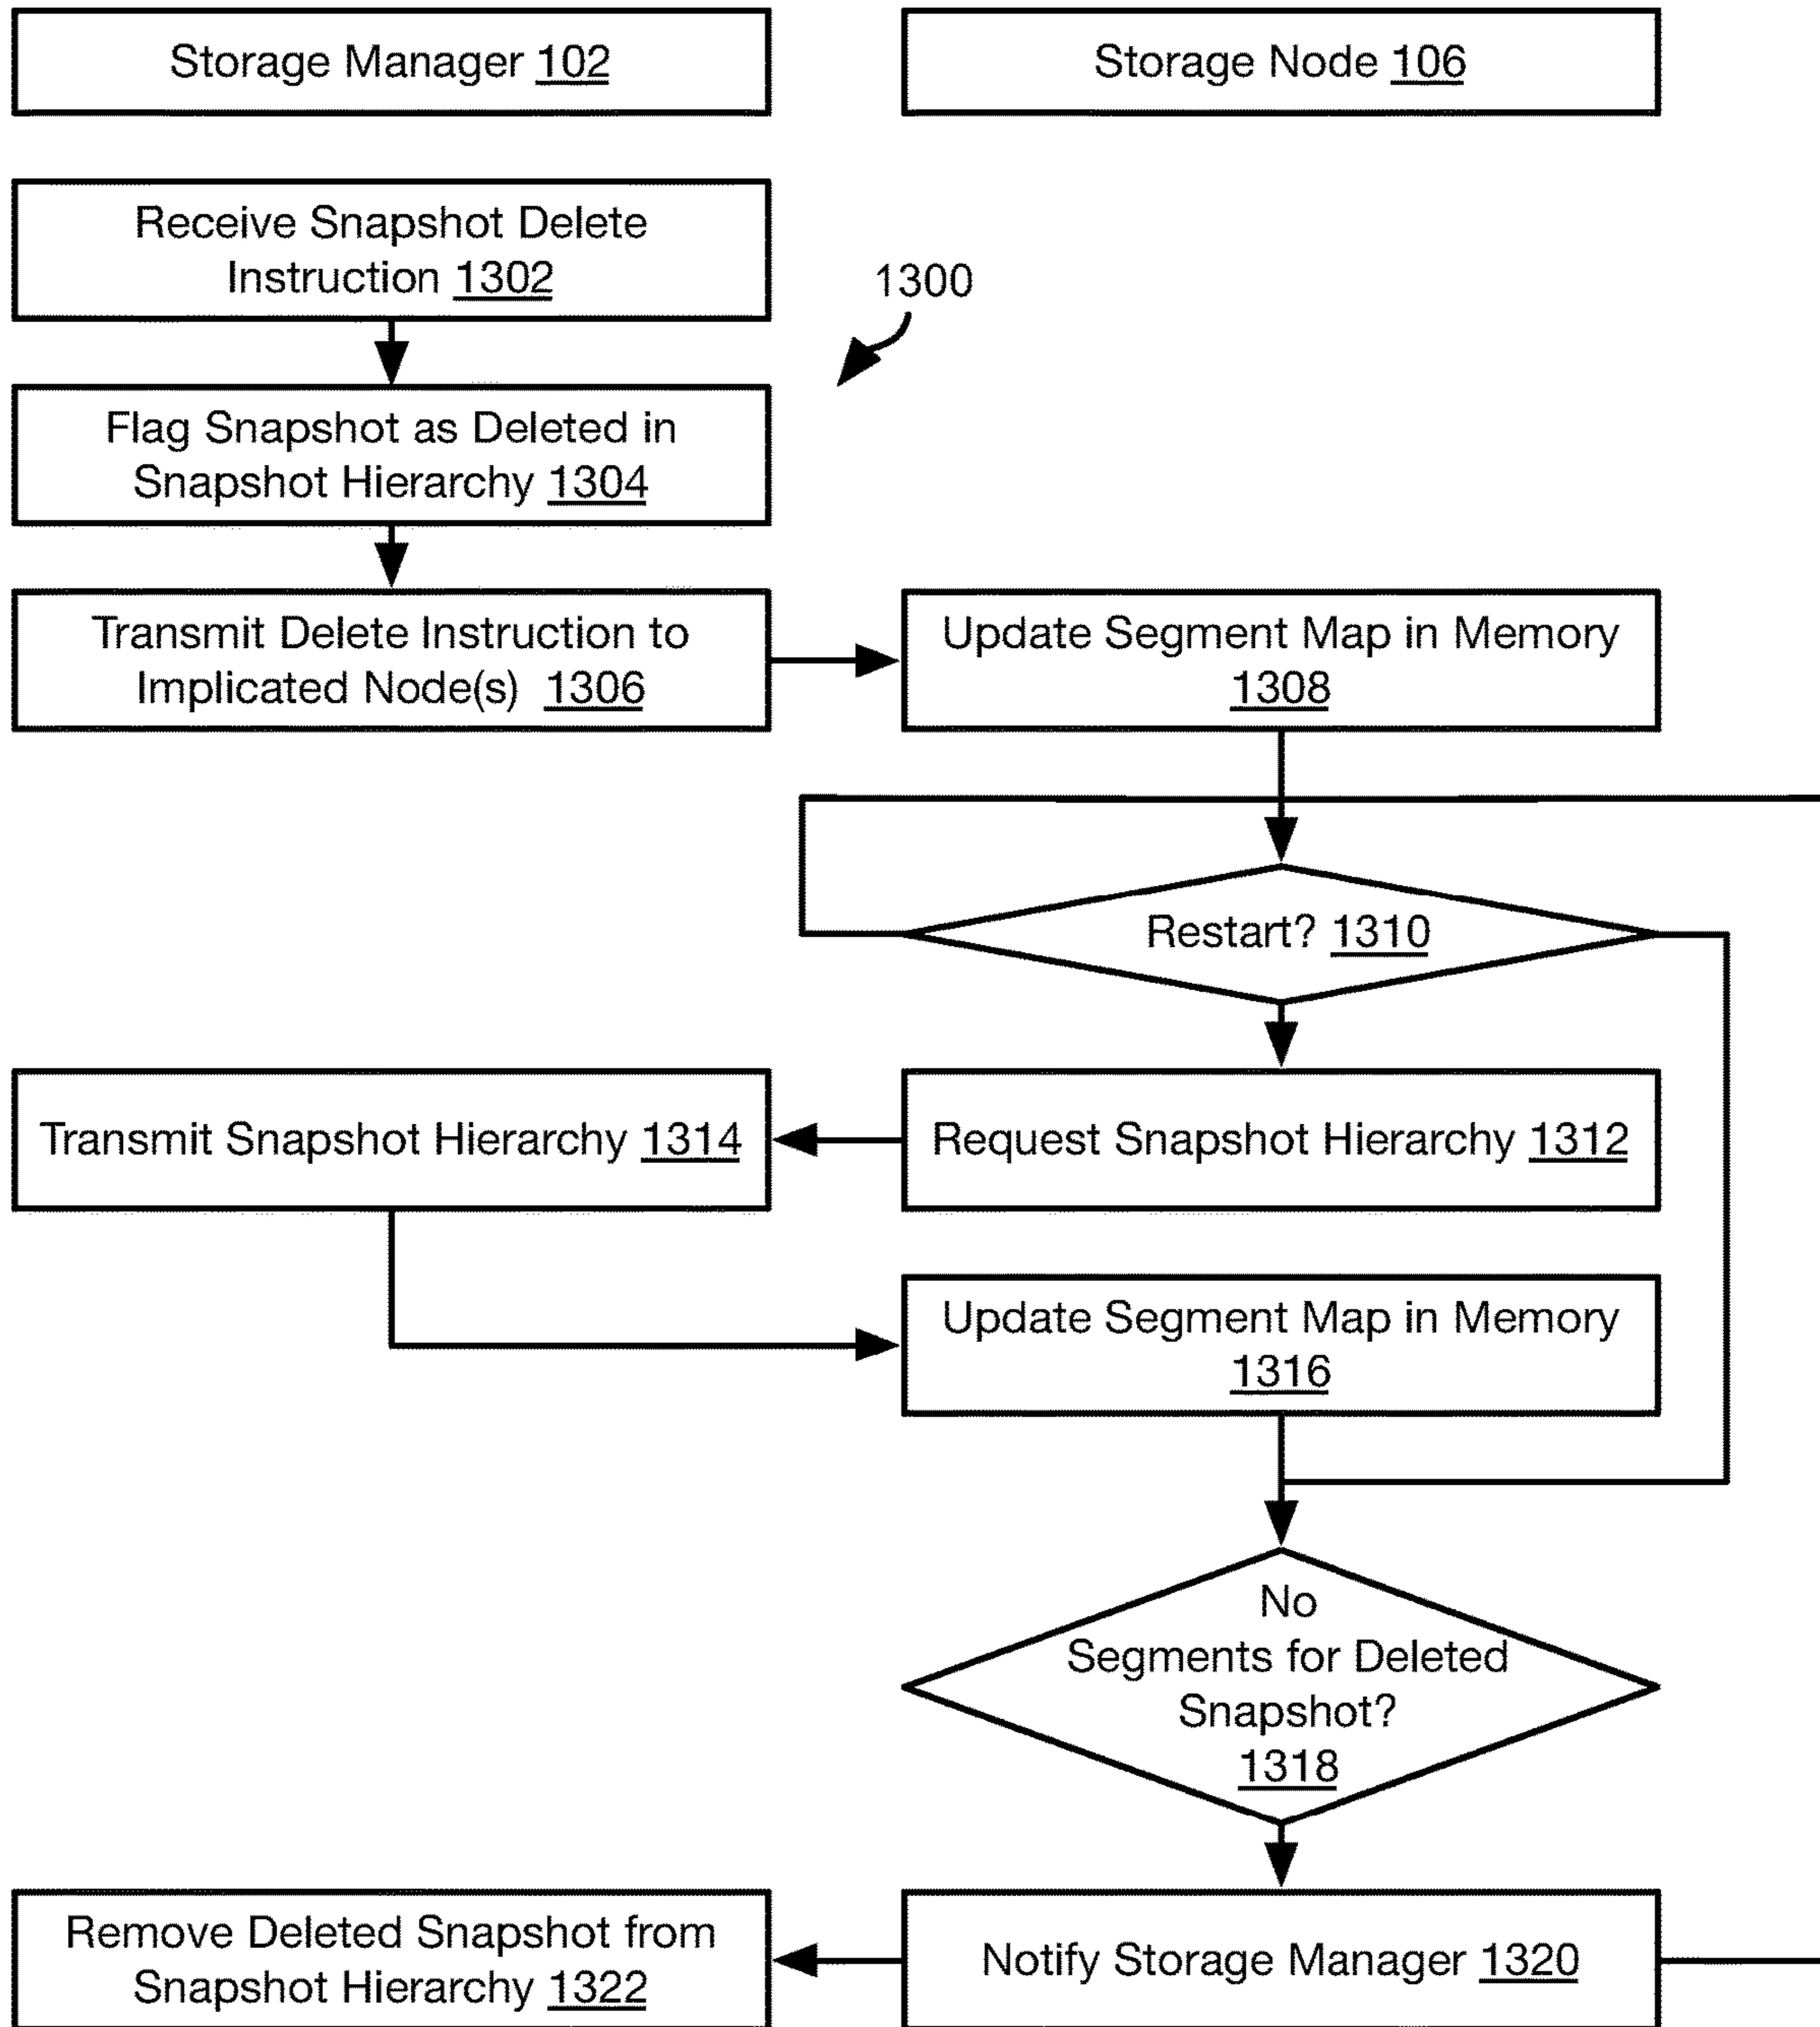 Storage Manager 102
Storage Node 106
Receive Snapshot Delete
Instruction 1302
1300
Flag Snapshot as Deleted in
Snapshot Hierarchy 1304
Transmit Delete Instruction to
Implicated Node(s) 1306
Update Segment Map in Memory
1308
Restart? 1310
Transmit Snapshot Hierarchy 1314
Request Snapshot Hierarchy 1312
Update Segment Map in Memory
1316
No
Segments for Deleted
Snapshot?
1318
Remove Deleted Snapshot from
Snapshot Hierarchy 1322
Notify Storage Manager 1320